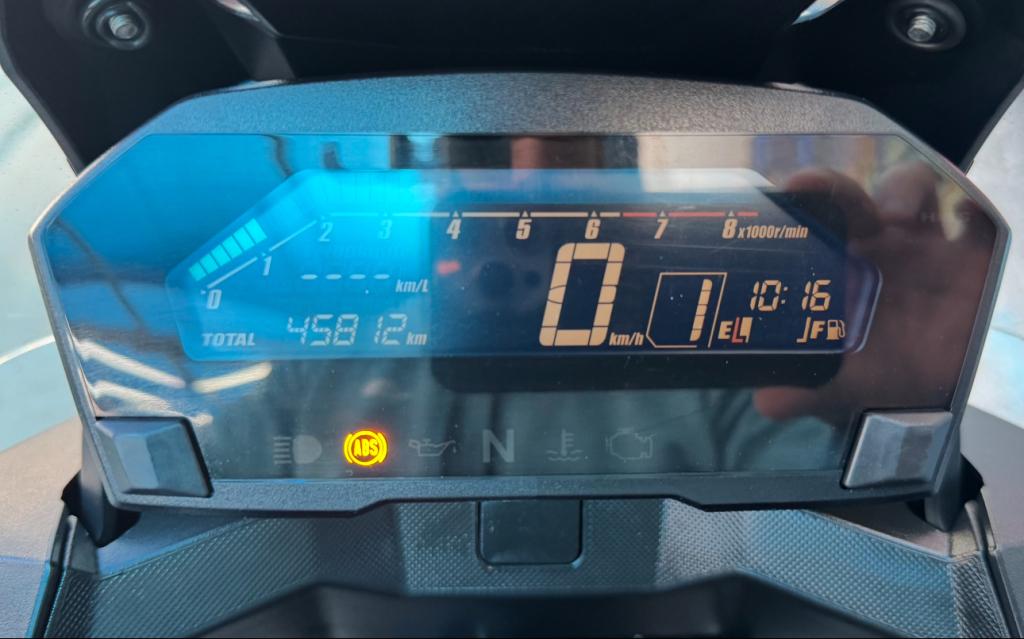 2 3 4 5 6 7 8 x1000r/min
1
0
---- km/L
0 km/h
1
10:16
TOTAL 45812 km
E F
ABS
N